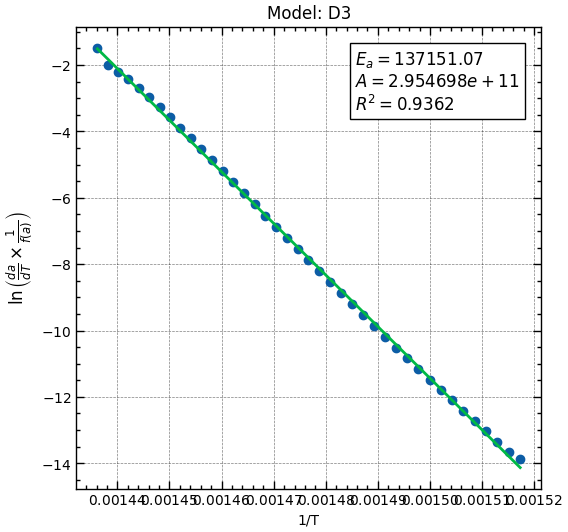 Model: D3
E_a = 137151.07
A = 2.954698e + 11
R^2 = 0.9362
ln (da/dT × 1/f(a))
−2
−4
−6
−8
−10
−12
−14
0.00144 0.00145 0.00146 0.00147 0.00148 0.00149 0.00150 0.00151 0.00152
1/T